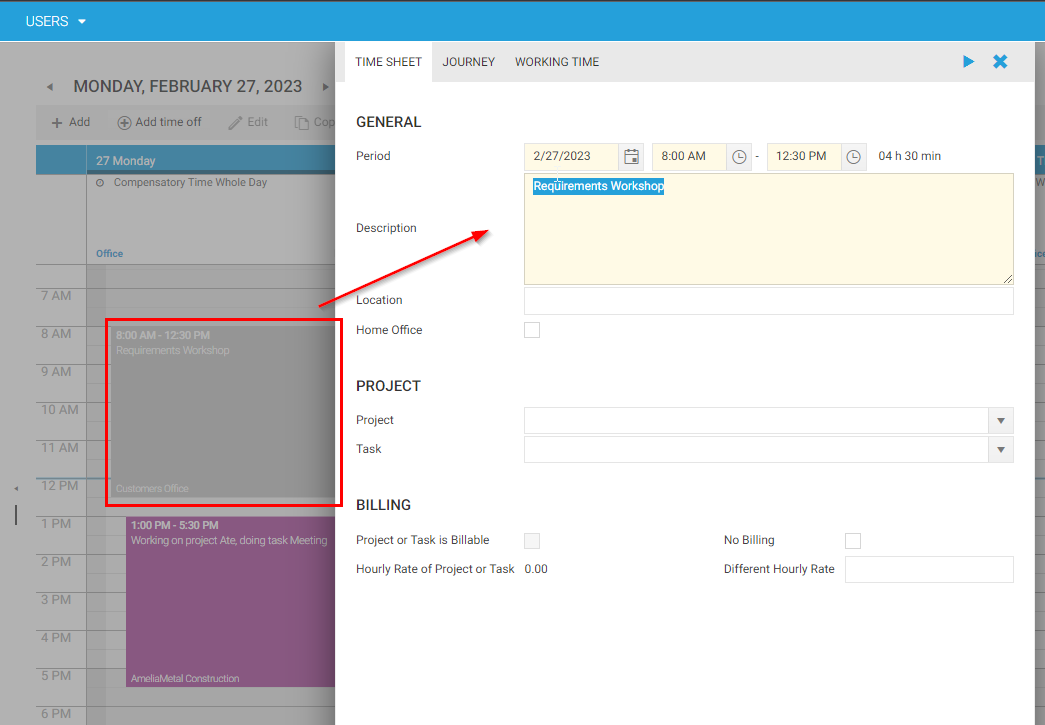 USERS
MONDAY, FEBRUARY 27, 2023
Add
Add time off
Edit
27 Monday
Compensatory Time Whole Day
Office
7 AM
8 AM
9 AM
10 AM
11 AM
12 PM
1 PM
2 PM
3 PM
4 PM
5 PM
6 PM
8:00 AM - 12:30 PM
Requirements Workshop
Customers Office
1:00 PM - 5:30 PM
Working on project Ate, doing task Meeting
AmeliaMetal Construction
TIME SHEET JOURNEY WORKING TIME
GENERAL
Period 2/27/2023 8:00 AM - 12:30 PM 04 h 30 min
Description Requirements Workshop
Location
Home Office
PROJECT
Project
Task
BILLING
Project or Task is Billable No Billing
Hourly Rate of Project or Task 0.00 Different Hourly Rate